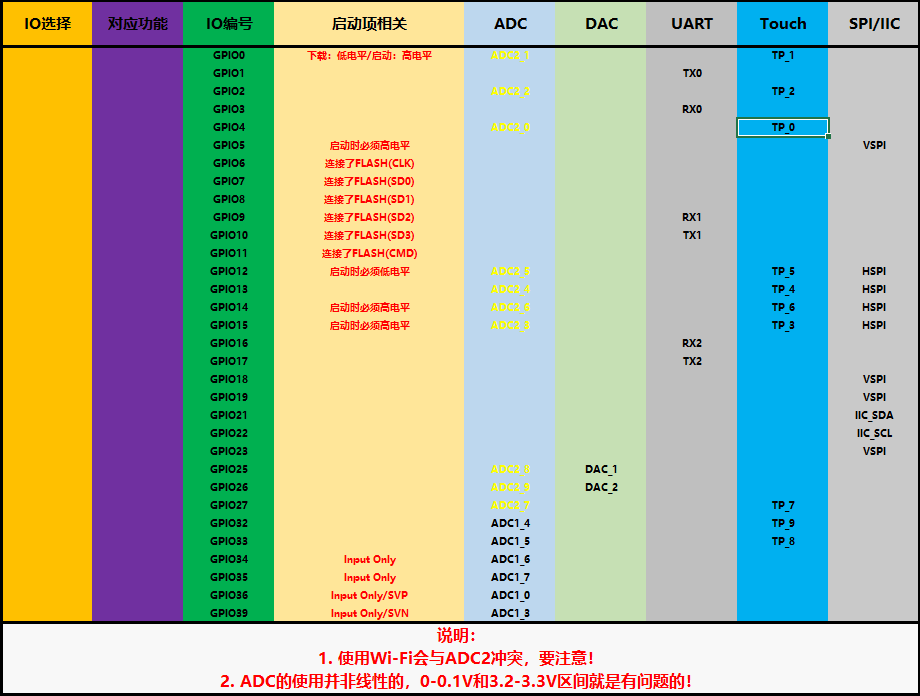 IO选择 对应功能 IO编号 启动项相关 ADC DAC UART Touch SPI/IIC
GPIO0 下载：低电平/启动：高电平 ADC2_1 TP_1
GPIO1 TX0
GPIO2 ADC2_2 TP_2
GPIO3 RX0
GPIO4 ADC2_0 TP_0
GPIO5 启动时必须高电平 VSPI
GPIO6 连接了FLASH(CLK)
GPIO7 连接了FLASH(SD0)
GPIO8 连接了FLASH(SD1)
GPIO9 连接了FLASH(SD2) RX1
GPIO10 连接了FLASH(SD3) TX1
GPIO11 连接了FLASH(CMD)
GPIO12 启动时必须低电平 ADC2_5 TP_5 HSPI
GPIO13 ADC2_4 TP_4 HSPI
GPIO14 启动时必须高电平 ADC2_6 TP_6 HSPI
GPIO15 启动时必须高电平 ADC2_3 TP_3 HSPI
GPIO16 RX2
GPIO17 TX2
GPIO18 VSPI
GPIO19 VSPI
GPIO21 IIC_SDA
GPIO22 IIC_SCL
GPIO23 VSPI
GPIO25 ADC2_8 DAC_1
GPIO26 ADC2_9 DAC_2
GPIO27 ADC2_7 TP_7
GPIO32 ADC1_4 TP_9
GPIO33 ADC1_5 TP_8
GPIO34 Input Only ADC1_6
GPIO35 Input Only ADC1_7
GPIO36 Input Only/SVP ADC1_0
GPIO39 Input Only/SVN ADC1_3
说明：
1. 使用Wi-Fi会与ADC2冲突，要注意！
2. ADC的使用并非线性的，0-0.1V和3.2-3.3V区间就是有问题的！